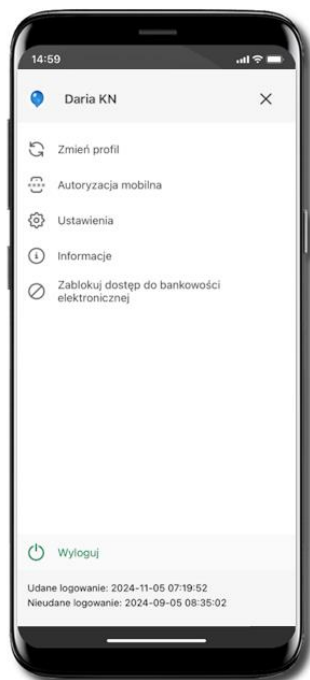 14:59
Daria KN
Zmień profil
Autoryzacja mobilna
Ustawienia
Informacje
Zablokuj dostęp do bankowości
elektronicznej
Wyloguj
Udane logowanie: 2024-11-05 07:19:52
Nieudane logowanie: 2024-09-05 08:35:02